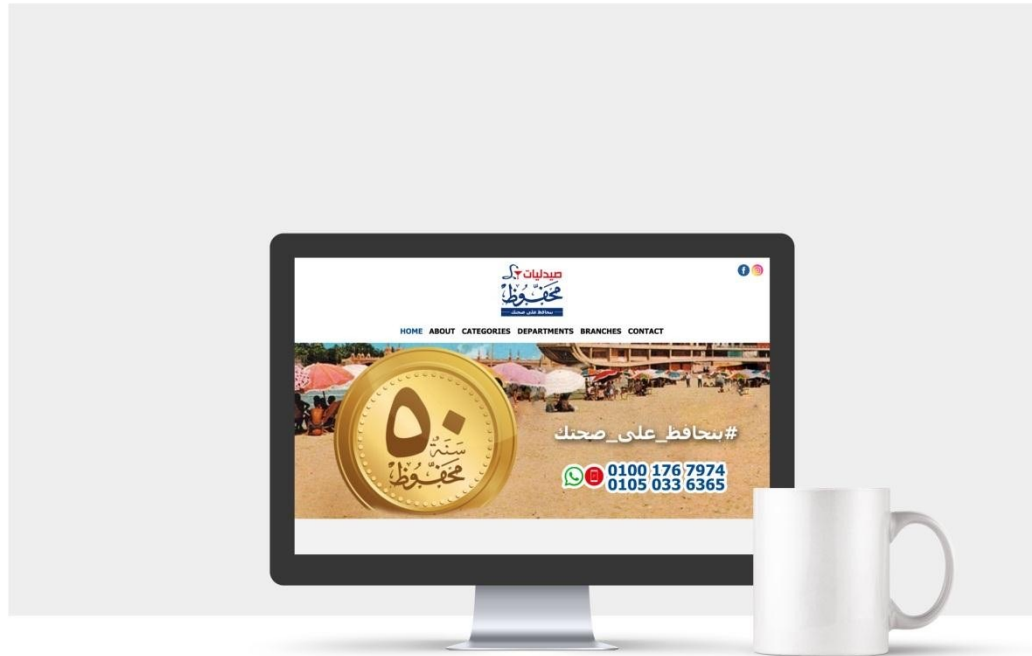 صيدليات
محفوظ
بنحافظ على صحتك
HOME ABOUT CATEGORIES DEPARTMENTS BRANCHES CONTACT
٥٠
سنة
محفوظ
#بنحافظ_على_صحتك
0100 176 7974
0105 033 6365